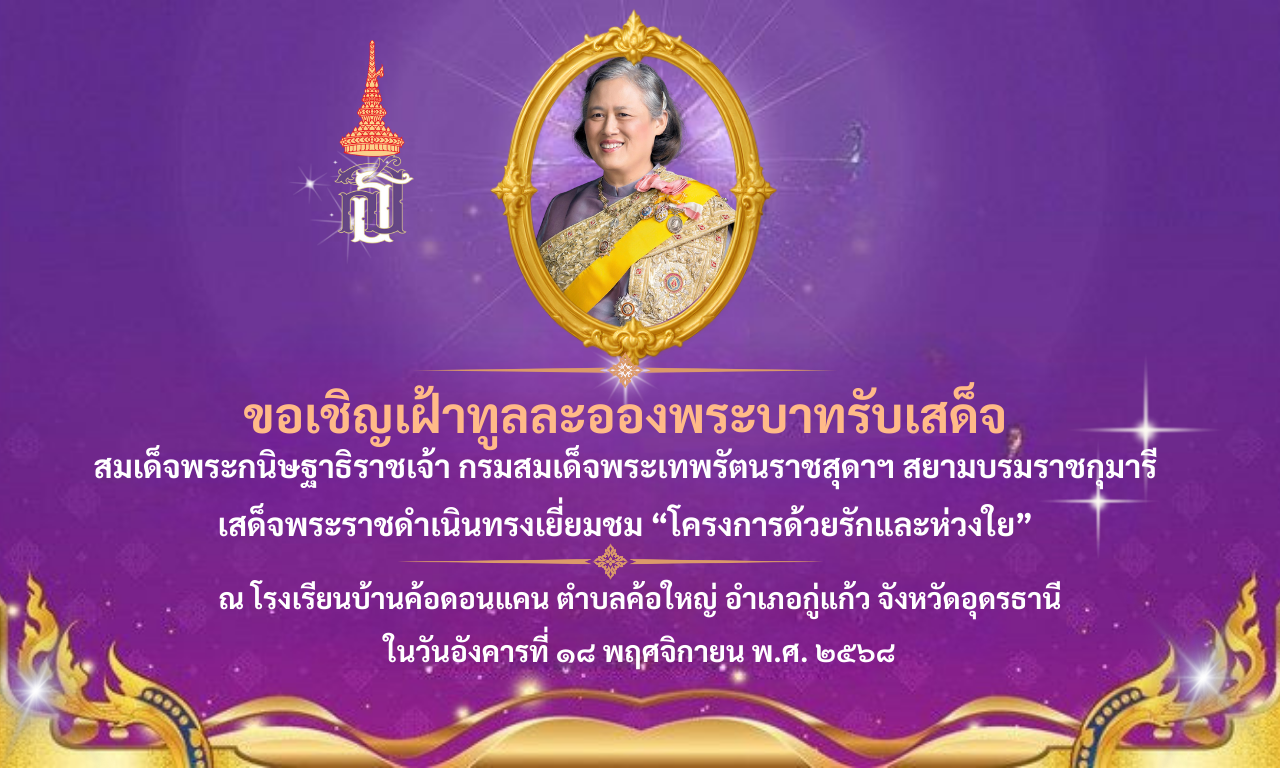 ขอเชิญเฝ้าทูลละอองพระบาทรับเสด็จ
สมเด็จพระกนิษฐาธิราชเจ้า กรมสมเด็จพระเทพรัตนราชสุดาฯ สยามบรมราชกุมารี
เสด็จพระราชดำเนินทรงเยี่ยมชม “โครงการด้วยรักและห่วงใย”
ณ โรงเรียนบ้านค้อดอนแคน ตำบลค้อใหญ่ อำเภอกู่แก้ว จังหวัดอุดรธานี
ในวันอังคารที่ ๑๘ พฤศจิกายน พ.ศ. ๒๕๖๘